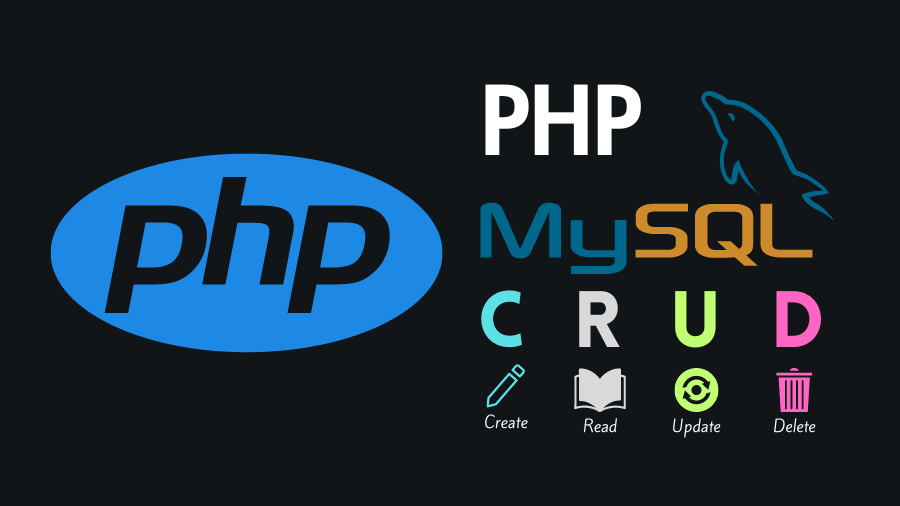 php
PHP
MySQL
C R U D
Create Read Update Delete